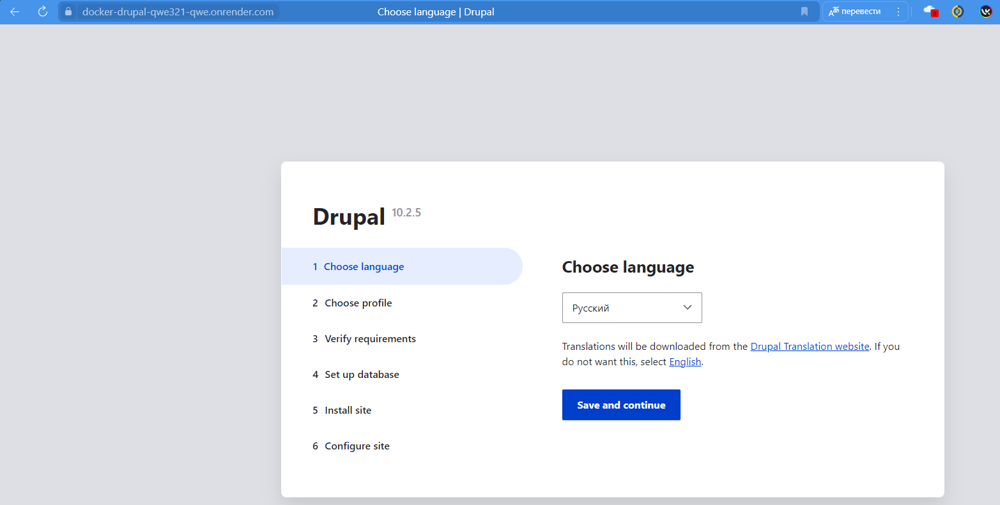 docker-drupal-qwe321-qwe.onrender.com
Choose language | Drupal
перевести
0
Drupal 10.2.5
1 Choose language
2 Choose profile
3 Verify requirements
4 Set up database
5 Install site
6 Configure site
Choose language
Русский
Translations will be downloaded from the Drupal Translation website. If you
do not want this, select English.
Save and continue